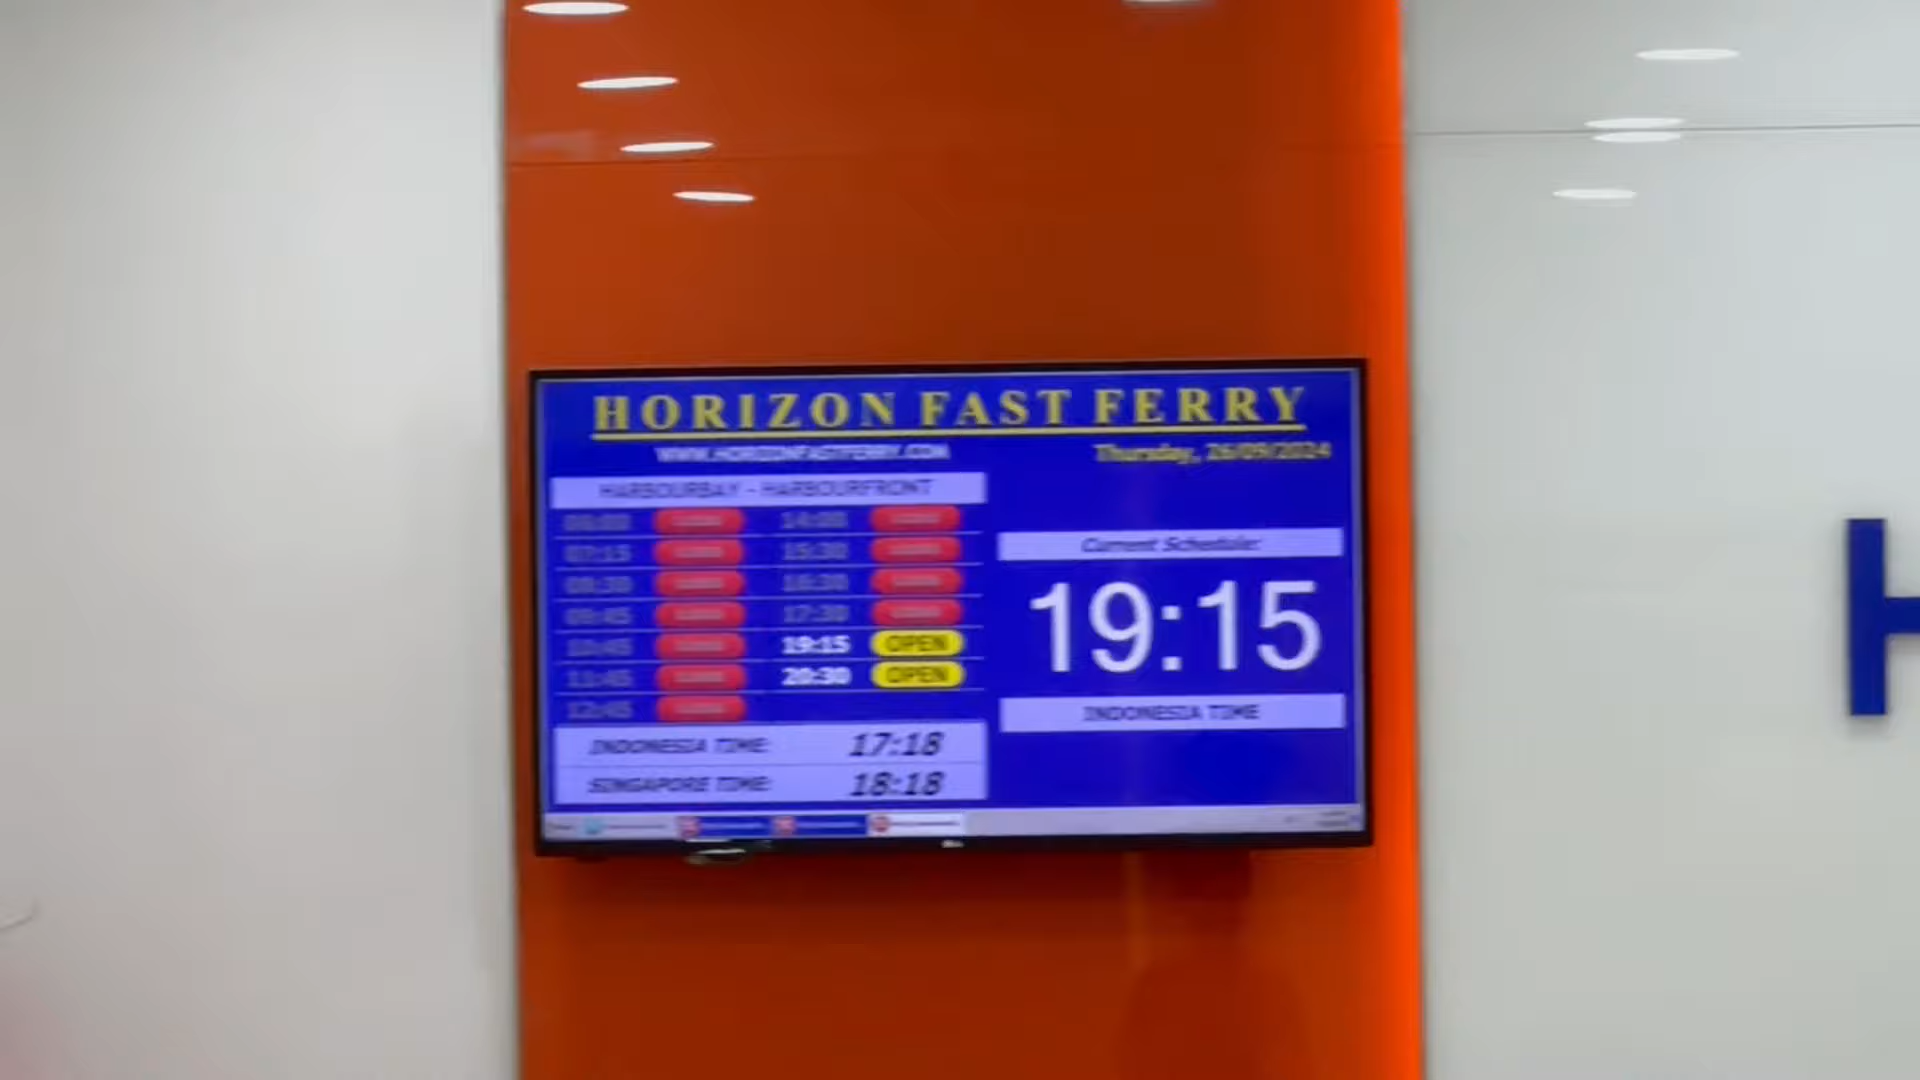 HORIZON FAST FERRY
WWW.HORIZONFASTFERRY.COM
Thursday, 26/09/2024
HARBOURBAY - HARBOURFRONT
14:00
07:15 15:30
08:30 16:30
09:45 17:30
10:45 19:15 OPEN
11:45 20:30 OPEN
12:45
INDONESIA TIME: 17:18
SINGAPORE TIME: 18:18
Current Schedule:
19:15
INDONESIA TIME
H